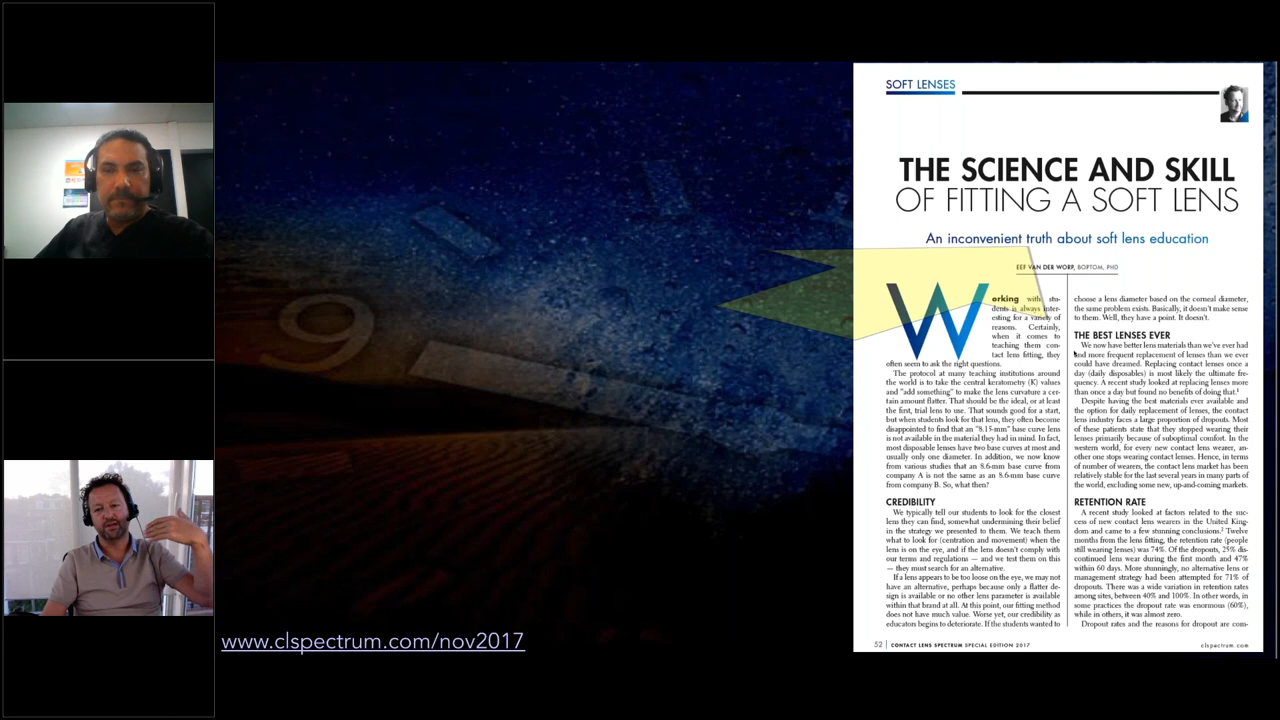 SOFT LENSES
THE SCIENCE AND SKILL
OF FITTING A SOFT LENS
An inconvenient truth about soft lens education
EEF VAN DER WORP, BOPTOM, PHD
Working with stu-
dents is always inter-
esting for a variety of
reasons. Certainly,
when it comes to
teaching them con-
tact lens fitting, they
often seem to ask the right questions.
The protocol at many teaching institutions around
the world is to take the central keratometry (K) values
and "add something" to make the lens curvature a cer-
tain amount flatter. That should be the ideal, or at least
the first, trial lens to use. That sounds good for a start,
but when students look for that lens, they often become
disappointed to find that an "8.15-mm" base curve lens
is not available in the material they had in mind. In fact,
most disposable lenses have two base curves at most and
usually only one diameter. In addition, we now know
from various studies that an 8.6-mm base curve from
company A is not the same as an 8.6-mm base curve
from company B. So, what then?
CREDIBILITY
We typically tell our students to look for the closest
lens they can find, somewhat undermining their belief
in the strategy we presented to them. We teach them
what to look for (centration and movement) when the
lens is on the eye, and if the lens doesn't comply with
our terms and regulations — and we test them on this
— they must search for an alternative.
If a lens appears to be too loose on the eye, we may not
have an alternative, perhaps because only a flatter de-
sign is available or no other lens parameter is available
within that brand at all. At this point, our fitting method
does not have much value. Worse yet, our credibility as
educators begins to deteriorate. If the students wanted to
choose a lens diameter based on the corneal diameter,
the same problem exists. Basically, it doesn't make sense
to them. Well, they have a point. It doesn't.
THE BEST LENSES EVER
We now have better lens materials than we've ever had
and more frequent replacement of lenses than we ever
could have dreamed. Replacing contact lenses once a
day (daily disposables) is most likely the ultimate fre-
quency. A recent study looked at replacing lenses more
than once a day but found no benefits of doing that.¹
Despite having the best materials ever available and
the option for daily replacement of lenses, the contact
lens industry faces a large proportion of dropouts. Most
of these patients state that they stopped wearing their
lenses primarily because of suboptimal comfort. In the
western world, for every new contact lens wearer, an-
other one stops wearing contact lenses. Hence, in terms
of number of wearers, the contact lens market has been
relatively stable for the last several years in many parts of
the world, excluding some new, up-and-coming markets.
RETENTION RATE
A recent study looked at factors related to the suc-
cess of new contact lens wearers in the United King-
dom and came to a few stunning conclusions.² Twelve
months from the lens fitting, the retention rate (people
still wearing lenses) was 74%. Of the dropouts, 25% dis-
continued lens wear during the first month and 47%
within 60 days. More stunningly, no alternative lens or
management strategy had been attempted for 71% of
dropouts. There was a wide variation in retention rates
among sites, between 40% and 100%. In other words, in
some practices the dropout rate was enormous (60%),
while in others, it was almost zero.
Dropout rates and the reasons for dropout are com-
52 | CONTACT LENS SPECTRUM SPECIAL EDITION 2017
clspectrum.com
www.clspectrum.com/nov2017